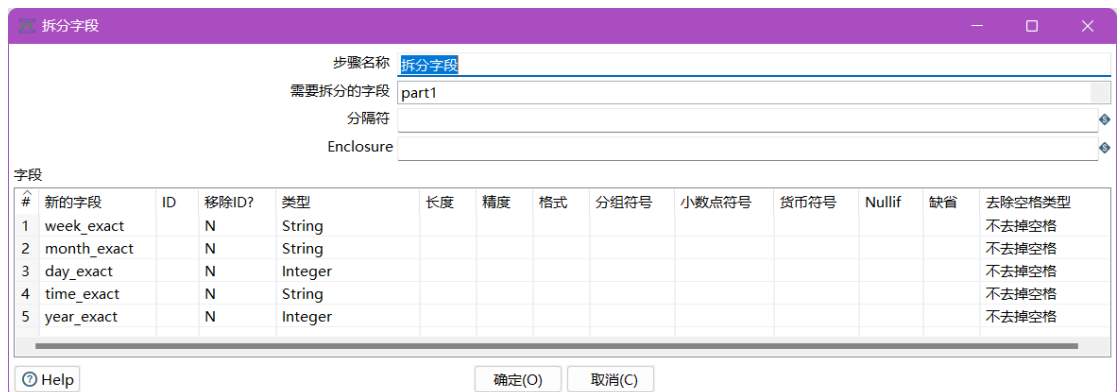 拆分字段
步骤名称 拆分字段
需要拆分的字段 part1
分隔符
Enclosure
字段
# 新的字段 ID 移除ID? 类型 长度 精度 格式 分组符号 小数点符号 货币符号 Nullif 缺省 去除空格类型
1 week_exact N String 不去掉空格
2 month_exact N String 不去掉空格
3 day_exact N Integer 不去掉空格
4 time_exact N String 不去掉空格
5 year_exact N Integer 不去掉空格
Help 确定(O) 取消(C)